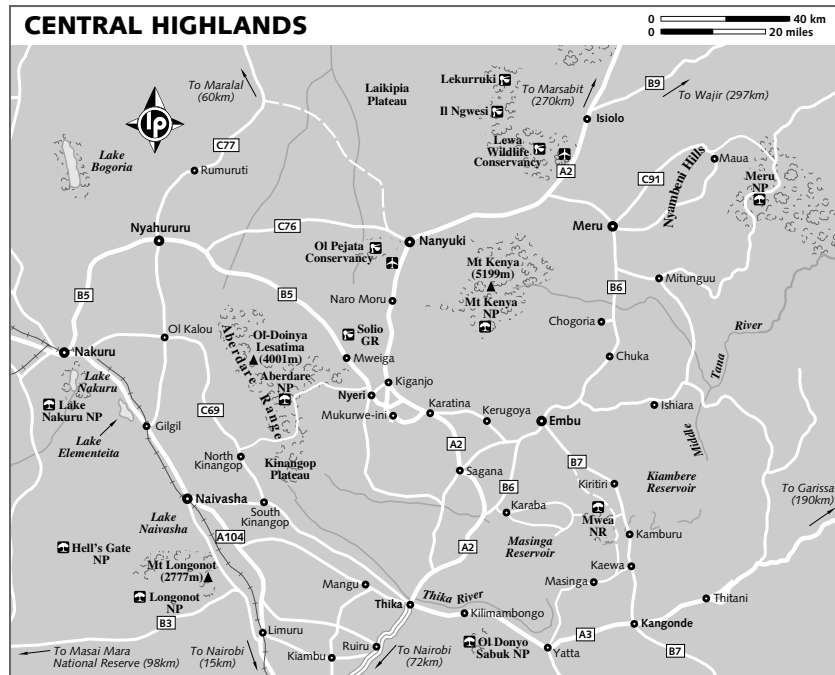 CENTRAL HIGHLANDS
0 40 km
0 20 miles
To Maralal
(60km)
Laikipia
Plateau
Lekurruki
Il Ngwesi
To Marsabit
(270km)
B9
To Wajir (297km)
Isiolo
lp
Lake
Bogoria
C77
Rumuruti
Lewa
Wildlife
Conservancy
A2
C91
Nyambeni Hills
Maua
Meru
NP
Nyahururu
C76
Ol Pejata
Conservancy
Nanyuki
Meru
Mt Kenya
(5199m)
Mt Kenya
NP
Mitunguu
B6
B5
B5
Naro Moru
Chogoria
Ol Kalou
Aberdare Range
Ol-Doinya
Lesatima
(4001m)
Solio
GR
Mweiga
Chuka
Tana
River
Nakuru
Lake
Nakuru
Lake
Nakuru NP
Lake
Elementeita
Aberdare
NP
Nyeri
Kiganjo
Mukurwe-ini
Karatina
Kerugoya
Embu
Ishiara
Middle
C69
Gilgil
North
Kinangop
Kinangop
Plateau
A2
Sagana
B6
B7
Kiritiri
Kiambere
Reservoir
To Garissa
(190km)
Naivasha
Lake
Naivasha
South
Kinangop
Karaba
Mwea
NR
Masinga
Reservoir
Kamburu
A104
A2
Hell's Gate
NP
Mt Longonot
(2777m)
Longonot
NP
Mangu
Thika
Thika River
Kilimambongo
Masinga
Kaewa
Thitani
B3
Limuru
Kiambu
Ruiru
Ol Donyo
Sabuk NP
Yatta
A3
Kangonde
B7
To Masai Mara
National Reserve (98km)
To Nairobi
(15km)
To Nairobi
(72km)